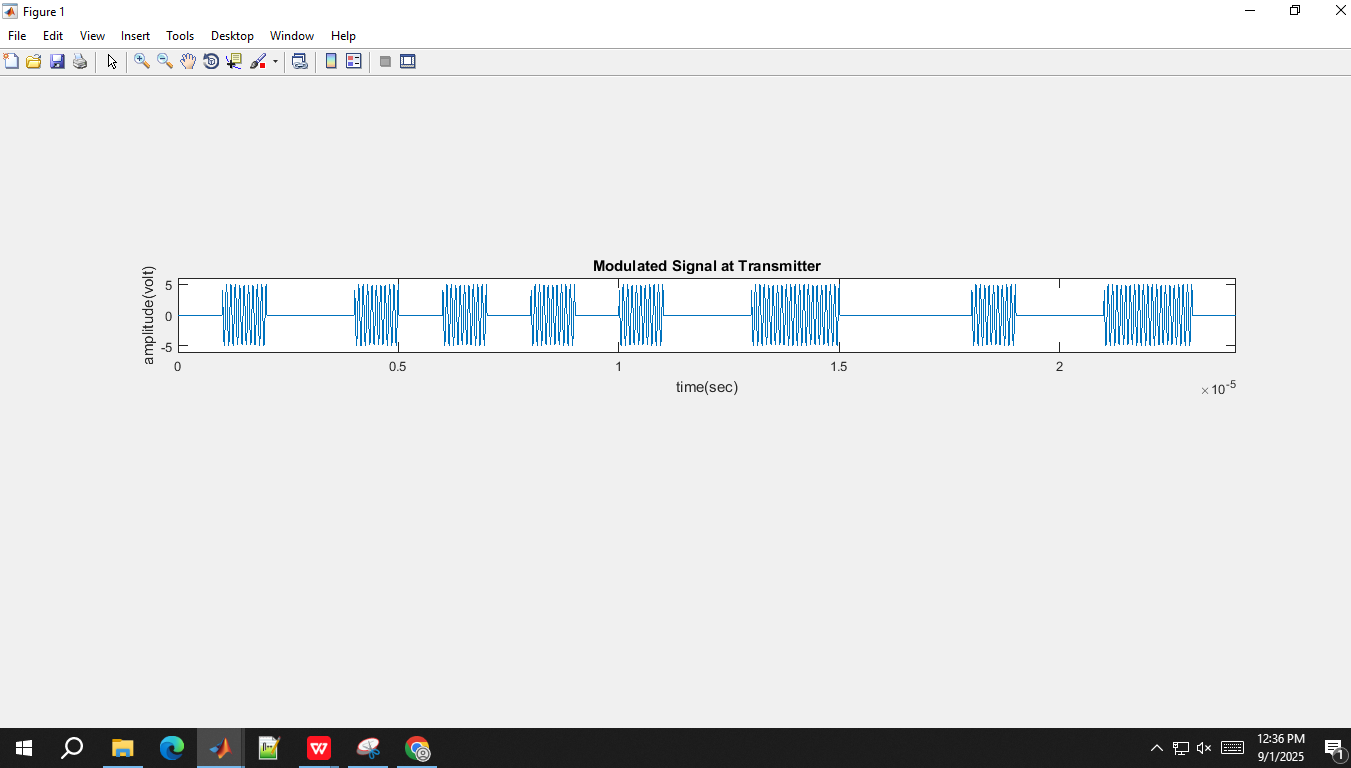 Figure 1
File Edit View Insert Tools Desktop Window Help
Modulated Signal at Transmitter
amplitude(volt)
5
0
-5
0 0.5 1 1.5 2
time(sec)
×10-5
12:36 PM
9/1/2025
1